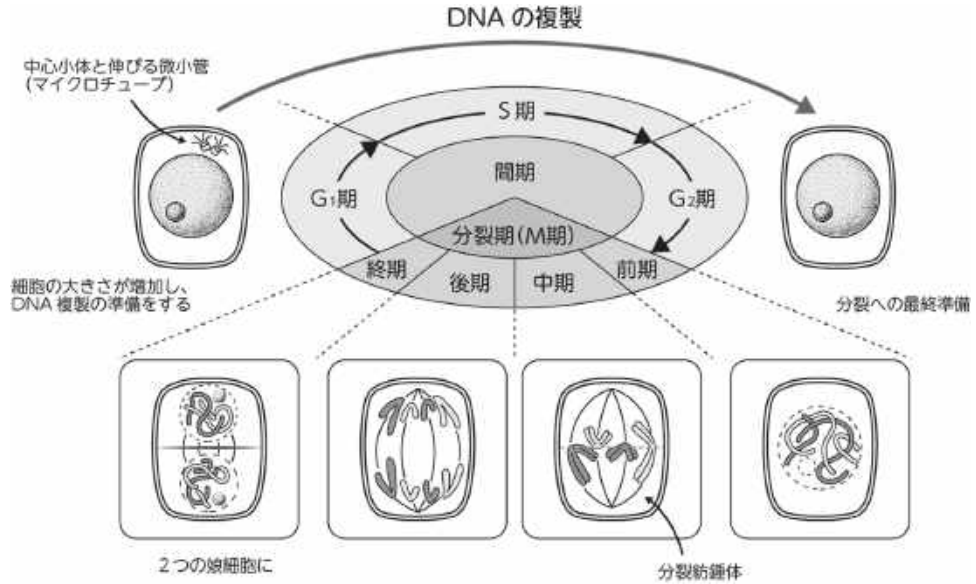 DNA の複製
中心小体と伸びる微小管
(マイクロチューブ)
S期
間期
G₁期
G₂期
分裂期(M期)
終期
後期
中期
前期
細胞の大きさが増加し、
DNA 複製の準備をする
分裂への最終準備
2つの娘細胞に
分裂紡錘体